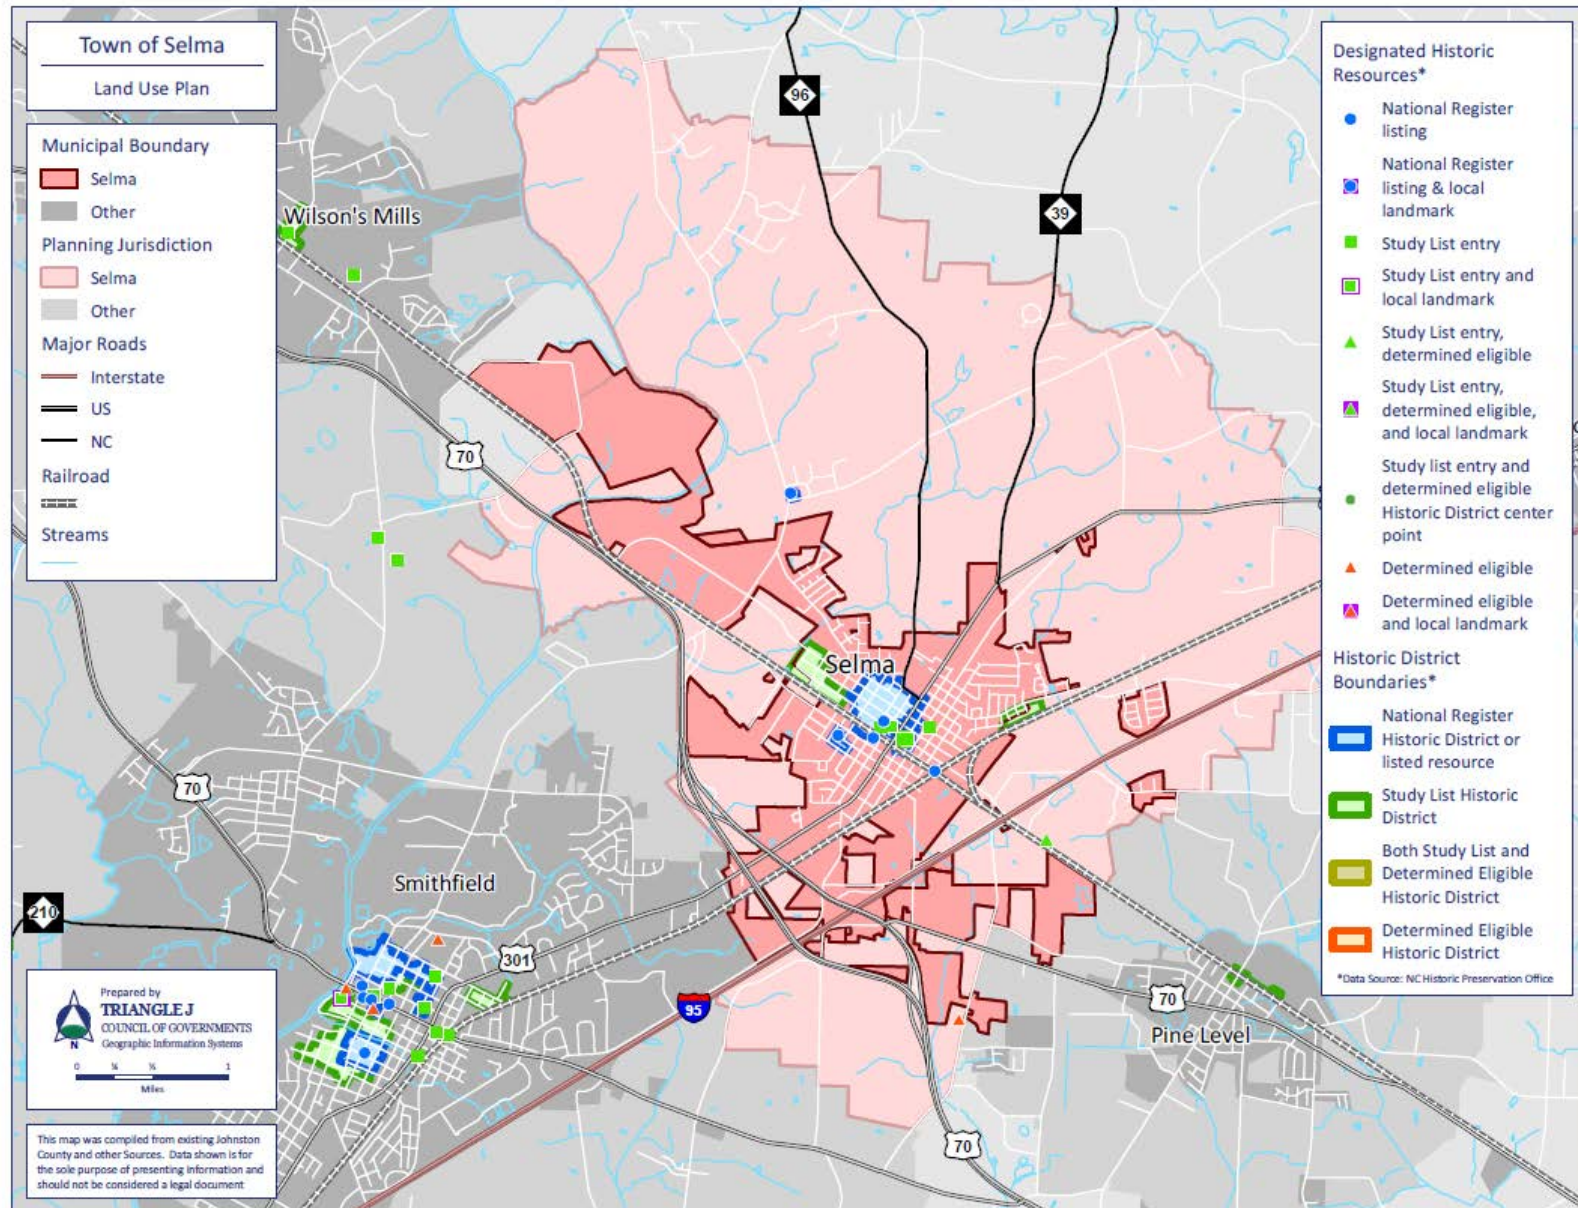 Town of Selma
Land Use Plan
Municipal Boundary
Selma
Other
Planning Jurisdiction
Selma
Other
Major Roads
Interstate
US
NC
Railroad
Streams
96
39
Wilson's Mills
70
Selma
70
Smithfield
210
301
95
70
Pine Level
70
Prepared by
TRIANGLE J
COUNCIL OF GOVERNMENTS
Geographic Information Systems
N
0 ¼ ½ 1
Miles
This map was compiled from existing Johnston
County and other Sources. Data shown is for
the sole purpose of presenting information and
should not be considered a legal document
Designated Historic
Resources*
National Register
listing
National Register
listing & local
landmark
Study List entry
Study List entry and
local landmark
Study List entry,
determined eligible
Study List entry,
determined eligible,
and local landmark
Study list entry and
determined eligible
Historic District center
point
Determined eligible
Determined eligible
and local landmark
Historic District
Boundaries*
National Register
Historic District or
listed resource
Study List Historic
District
Both Study List and
Determined Eligible
Historic District
Determined Eligible
Historic District
*Data Source: NC Historic Preservation Office